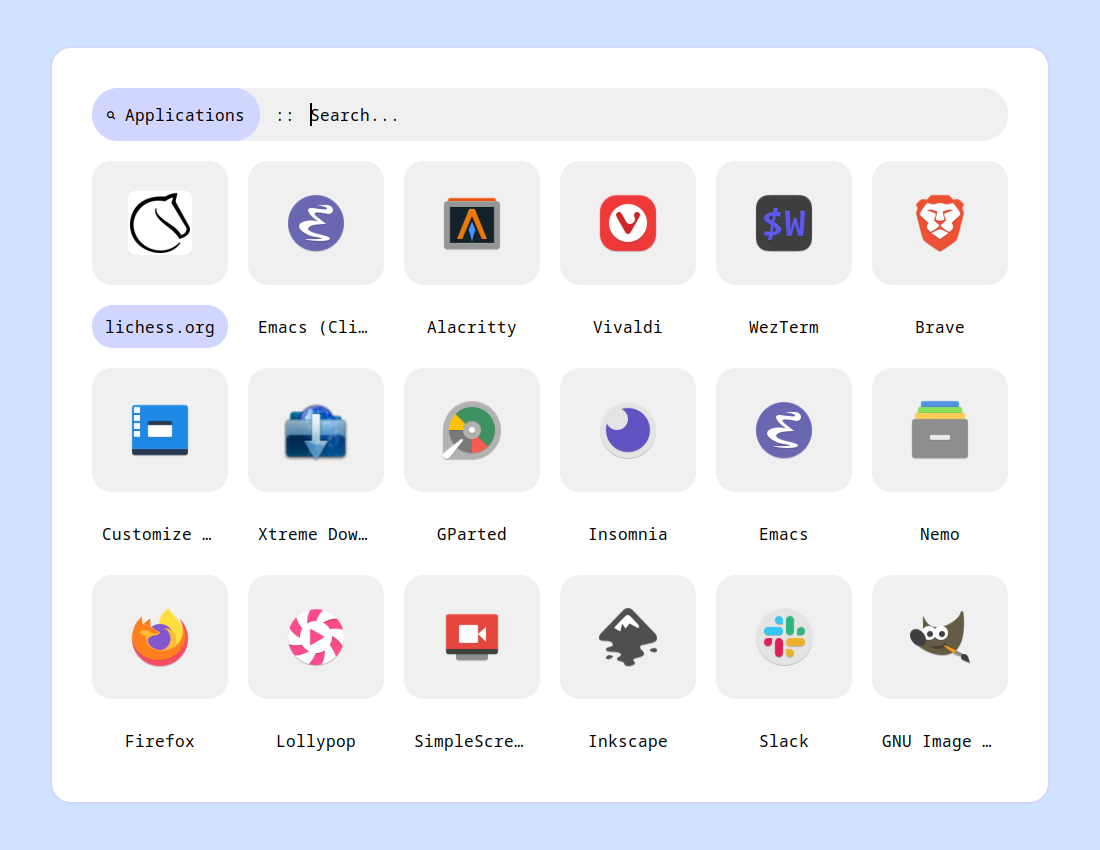 Applications :: Search...
$W
lichess.org Emacs (Cli… Alacritty Vivaldi WezTerm Brave
Customize … Xtreme Dow… GParted Insomnia Emacs Nemo
Firefox Lollypop SimpleScre… Inkscape Slack GNU Image …